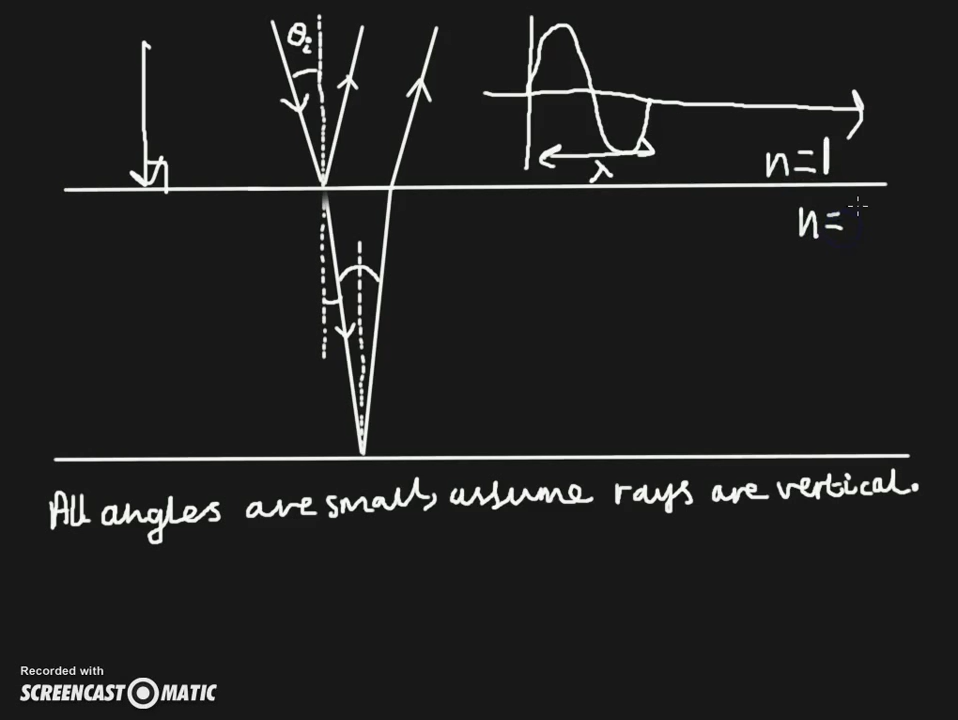 θi
λ
n=1
n=
All angles are small, assume rays are vertical.
Recorded with
SCREENCAST MATIC